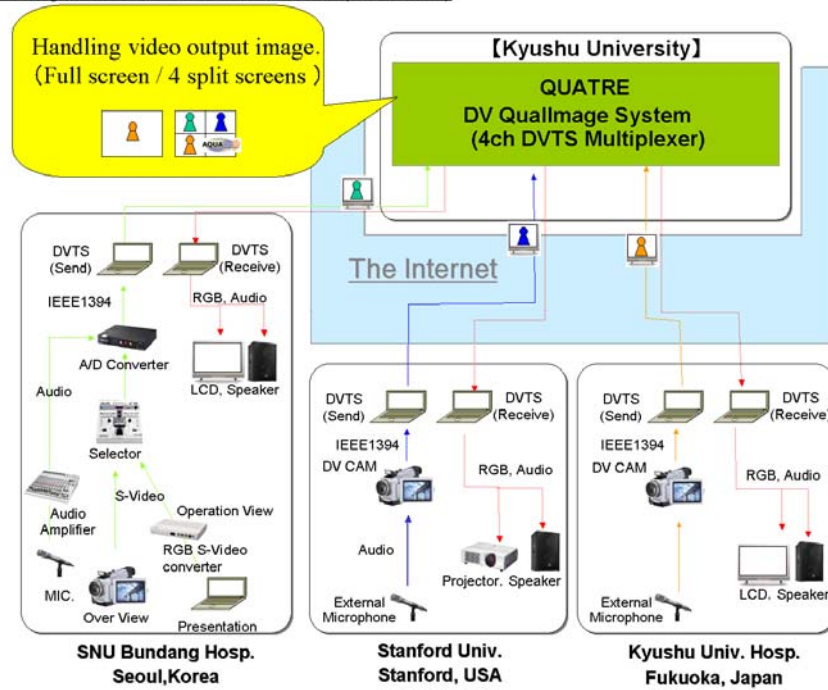 Handling video output image.
(Full screen / 4 split screens )
AQUA
【Kyushu University】
QUATRE
DV QualImage System
(4ch DVTS Multiplexer)
The Internet
DVTS
(Send)
DVTS
(Receive)
IEEE1394
RGB, Audio
A/D Converter
LCD, Speaker
Audio
Selector
S-Video
Operation View
Audio
Amplifier
RGB S-Video
converter
MIC.
Over View
Presentation
SNU Bundang Hosp.
Seoul,Korea
DVTS
(Send)
DVTS
(Receive)
IEEE1394
DV CAM
RGB, Audio
Audio
Projector. Speaker
External
Microphone
Stanford Univ.
Stanford, USA
DVTS
(Send)
DVTS
(Receive)
IEEE1394
DV CAM
RGB, Audio
LCD. Speaker
External
Microphone
Kyushu Univ. Hosp.
Fukuoka, Japan